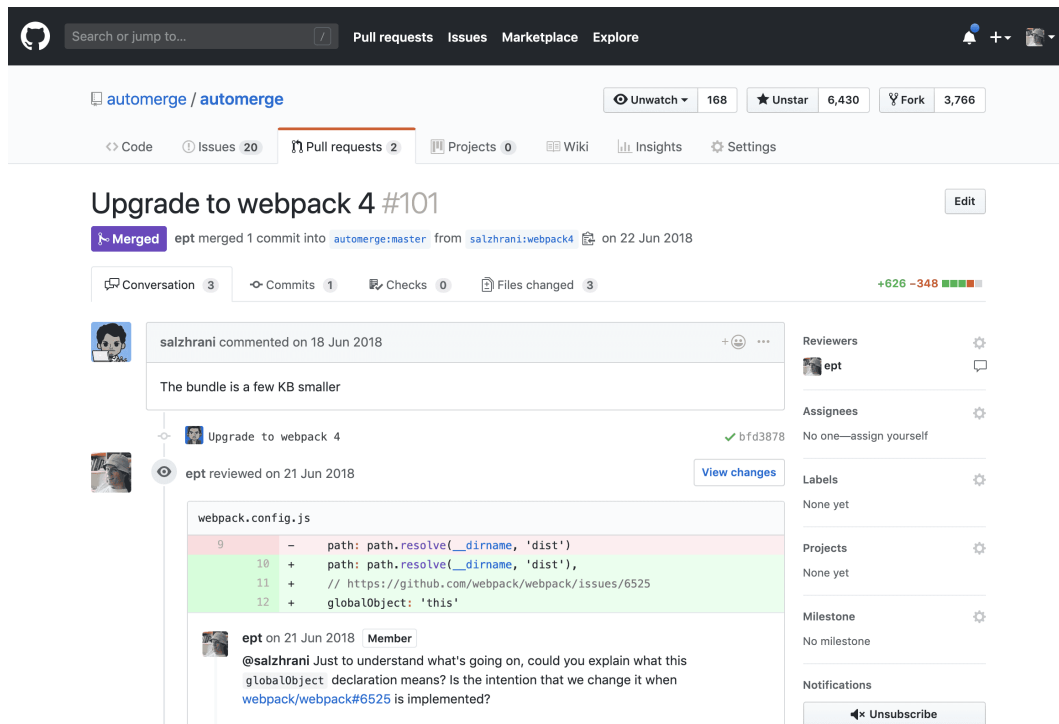 Search or jump to... /
Pull requests Issues Marketplace Explore
automerge / automerge
Unwatch 168 Unstar 6,430 Fork 3,766
Code Issues 20 Pull requests 2 Projects 0 Wiki Insights Settings
Upgrade to webpack 4 #101
Edit
Merged ept merged 1 commit into automerge:master from salzhrani:webpack4 on 22 Jun 2018
Conversation 3 Commits 1 Checks 0 Files changed 3
+626 −348
salzhrani commented on 18 Jun 2018
The bundle is a few KB smaller
Upgrade to webpack 4 bfd3878
ept reviewed on 21 Jun 2018
View changes
webpack.config.js
9 - path: path.resolve(__dirname, 'dist')
10 + path: path.resolve(__dirname, 'dist'),
11 + // https://github.com/webpack/webpack/issues/6525
12 + globalObject: 'this'
ept on 21 Jun 2018 Member
@salzhrani Just to understand what's going on, could you explain what this
globalObject declaration means? Is the intention that we change it when
webpack/webpack#6525 is implemented?
Reviewers
ept
Assignees
No one—assign yourself
Labels
None yet
Projects
None yet
Milestone
No milestone
Notifications
Unsubscribe